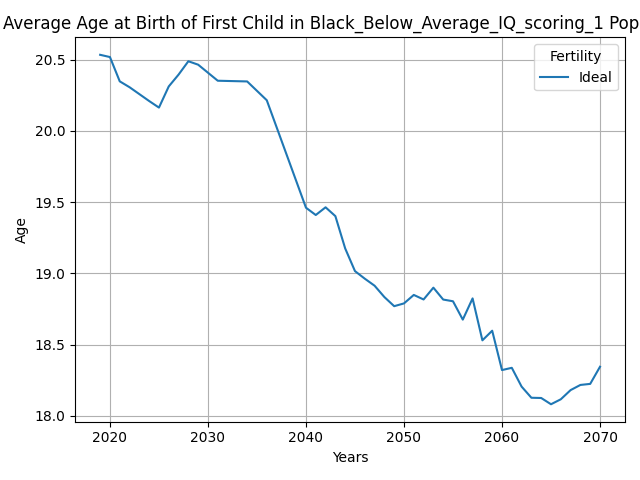 Average Age at Birth of First Child in Black_Below_Average_IQ_scoring_1 Pop
Fertility
Ideal
20.5
20.0
19.5
19.0
18.5
18.0
Age
2020 2030 2040 2050 2060 2070
Years